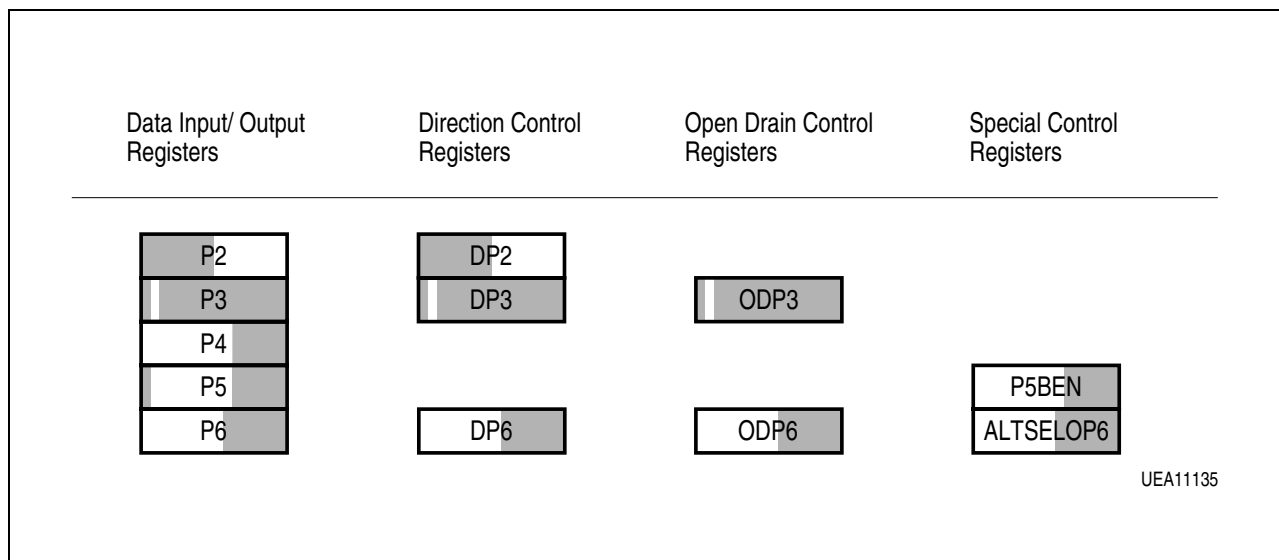 Data Input/ Output
Registers
Direction Control
Registers
Open Drain Control
Registers
Special Control
Registers
P2
DP2
P3
DP3
ODP3
P4
P5
P5BEN
P6
DP6
ODP6
ALTSELOP6
UEA11135